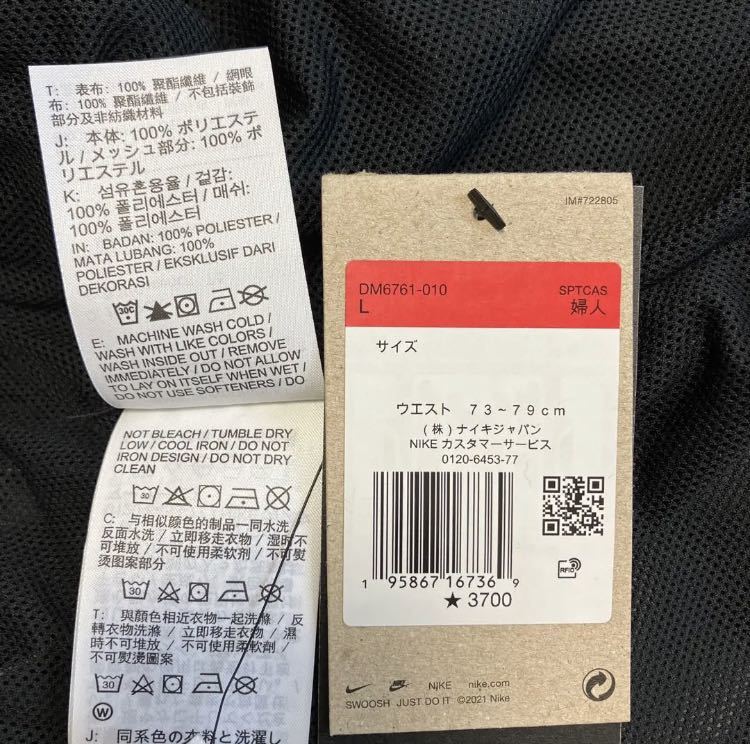 T: 表布: 100% 聚酯纖維 / 網眼
布: 100% 聚酯纖維 / 不包括裝飾
部分及非紡織材料
J: 本体: 100% ポリエステ
ル / メッシュ部分: 100% ポ
リエステル
K: 섬유혼용율 / 겉감:
100% 폴리에스터 / 매쉬:
100% 폴리에스터
IN: BADAN: 100% POLIESTER /
MATA LUBANG: 100%
POLIESTER / EKSKLUSIF DARI
DEKORASI
30C
E: MACHINE WASH COLD /
WASH WITH LIKE COLORS /
WASH INSIDE OUT / REMOVE
IMMEDIATELY / DO NOT ALLOW
TO LAY ON ITSELF WHEN WET /
DO NOT USE SOFTENERS / DO
NOT BLEACH / TUMBLE DRY
LOW / COOL IRON / DO NOT
IRON DESIGN / DO NOT DRY
CLEAN
30
C: 与相似颜色的制品一同水洗 /
反面水洗 / 立即移走衣物 / 湿时不
可堆放 / 不可使用柔软剂 / 不可熨
烫图案部分
30
T: 與顏色相近衣物一起洗滌 / 反
轉衣物洗滌 / 立即移走衣物 / 濕
時不可堆放 / 不可使用柔軟劑 /
不可熨燙圖案
30
W
J: 同系色の衣料と洗濯し
IM#722805
DM6761-010
SPTCAS
L
婦人
サイズ
ウエスト 73~79cm
(株)ナイキジャパン
NIKE カスタマーサービス
0120-6453-77
RFID
1 95867 16736 9
★ 3700
NIKE nike.com
SWOOSH JUST DO IT ©2021 Nike